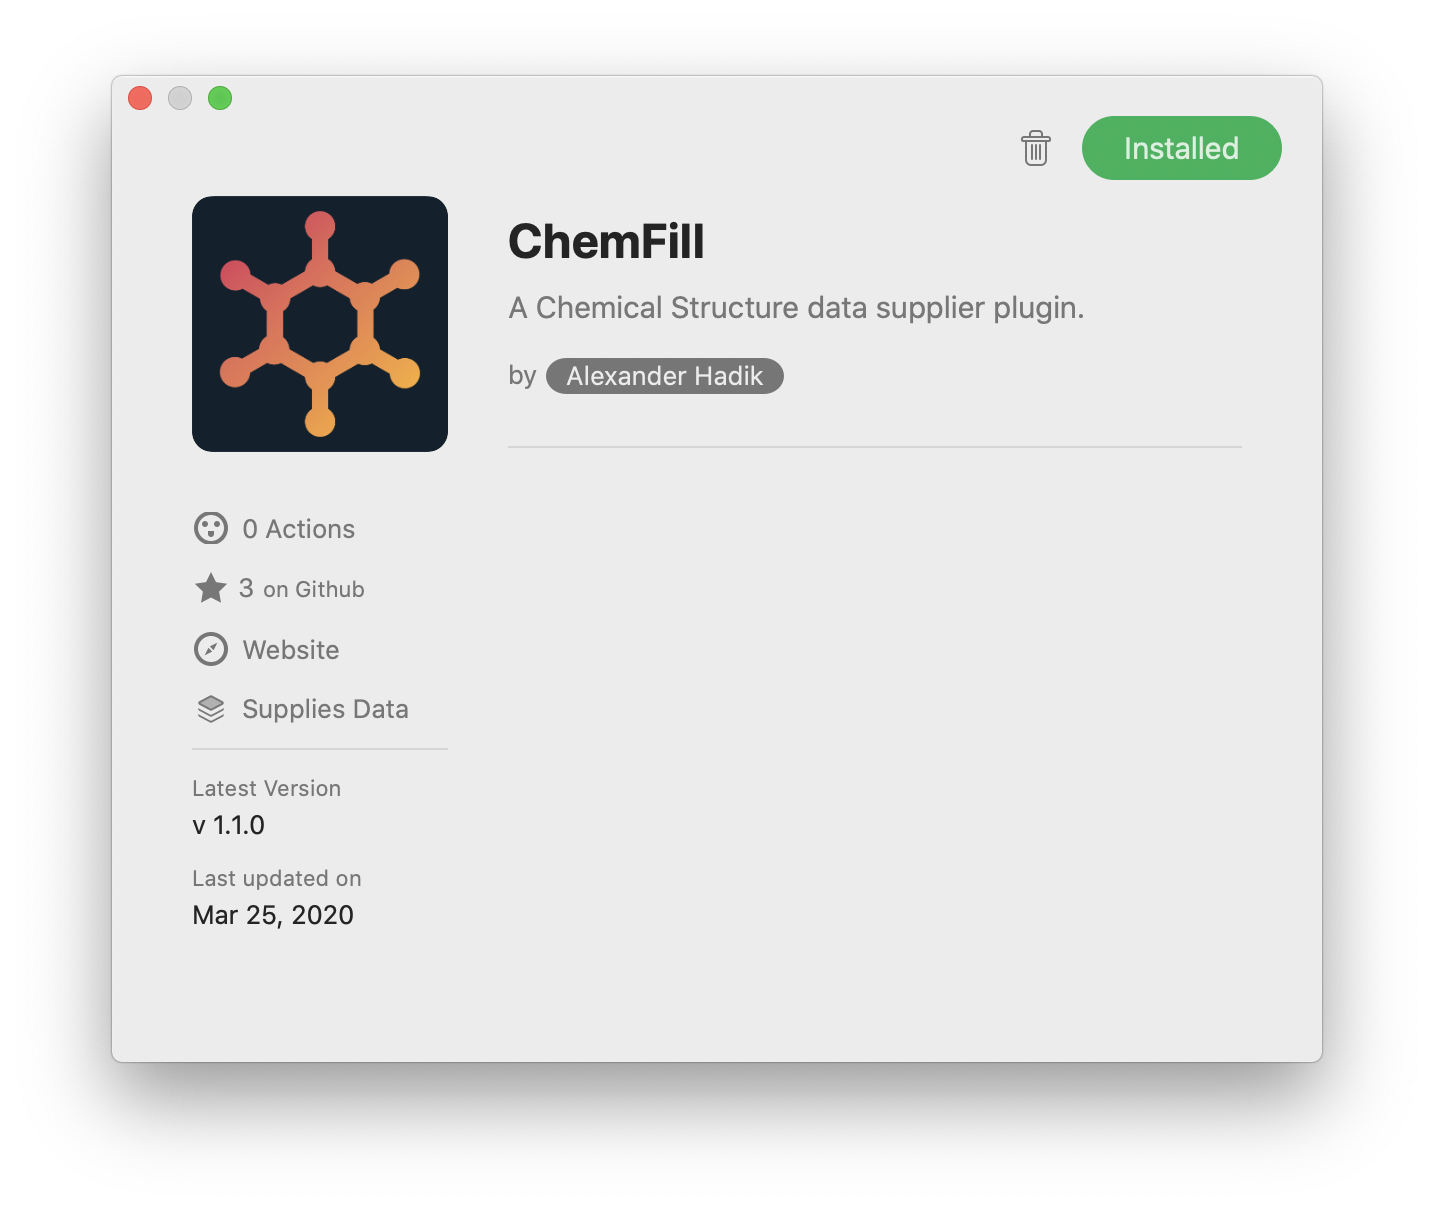 Installed
ChemFill
A Chemical Structure data supplier plugin.
by Alexander Hadik
0 Actions
3 on Github
Website
Supplies Data
Latest Version
v 1.1.0
Last updated on
Mar 25, 2020